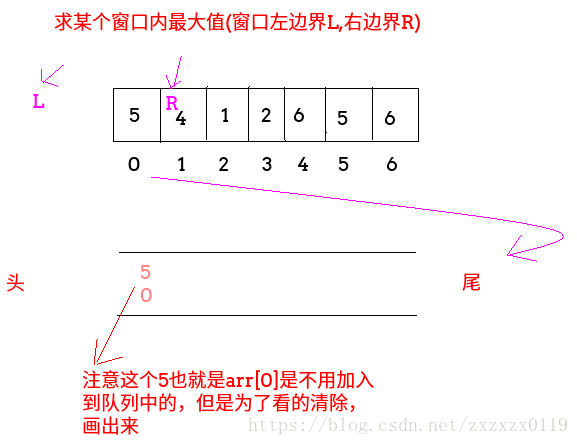 求某个窗口内最大值(窗口左边界L,右边界R)
L
R
5 4 1 2 6 5 6
0 1 2 3 4 5 6
头
5
0
尾
注意这个5也就是arr[0]是不用加入
到队列中的，但是为了看的清除，
画出来
https://blog.csdn.net/zxzxzx0119